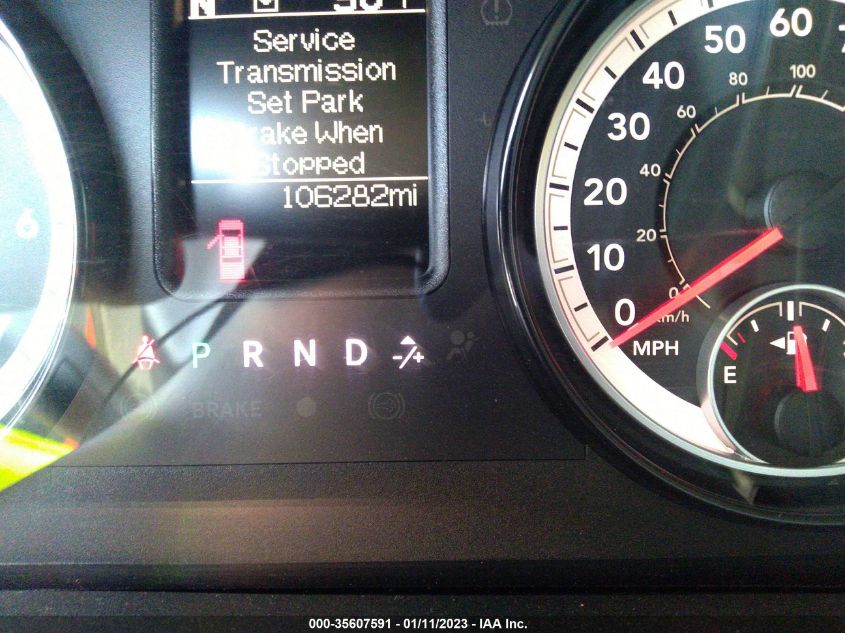 N
Service
Transmission
Set Park
Brake When
Stopped
106282mi
6
P R N D -/+
BRAKE
0
10
20
30
40
50
60
0
20
40
60
80
100
km/h
MPH
E
000-35607591 - 01/11/2023 - IAA Inc.